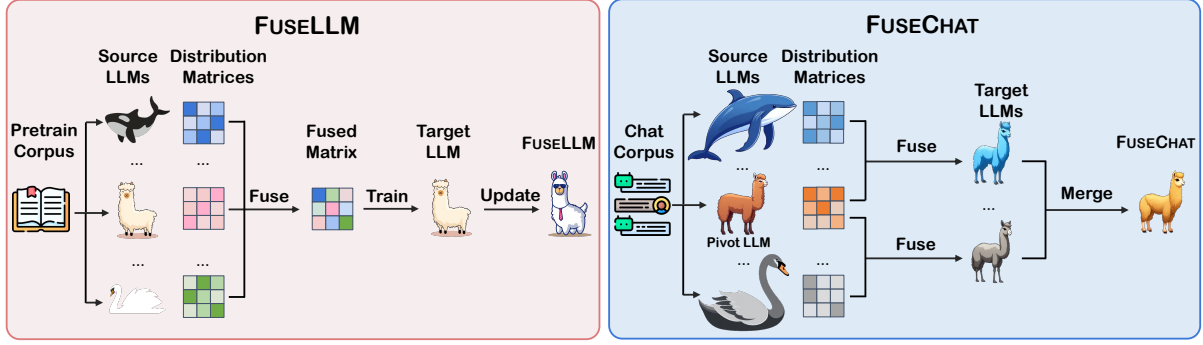 FUSELLM
Source
LLMs
Distribution
Matrices
Pretrain
Corpus
...
...
Fuse
Fused
Matrix
Train
Target
LLM
Update
FUSELLM
...
...
FUSECHAT
Source
LLMs
Distribution
Matrices
Chat
Corpus
...
...
Pivot LLM
...
...
Fuse
Fuse
Target
LLMs
...
Merge
FUSECHAT